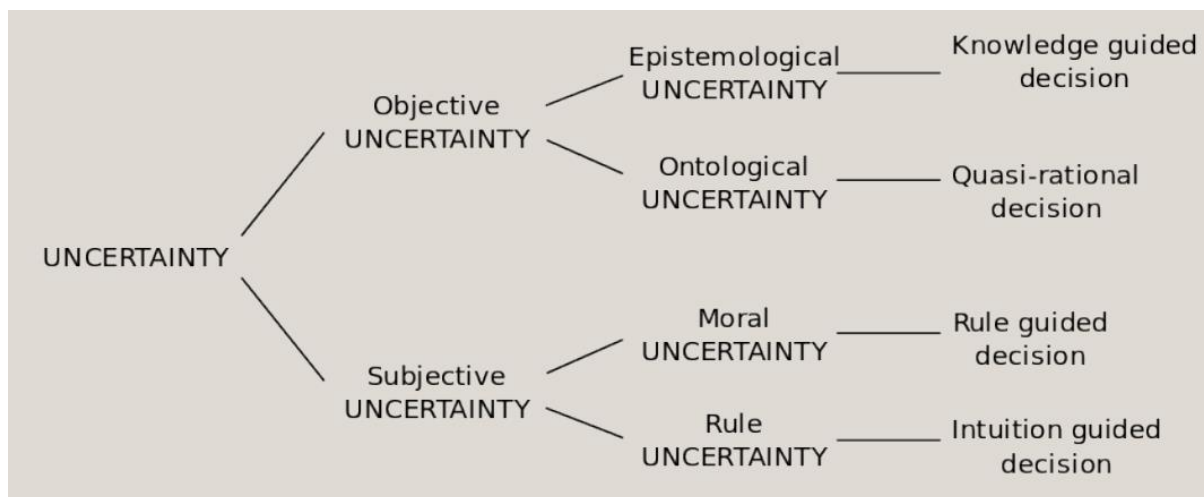 Epistemological
UNCERTAINTY
Knowledge guided
decision
Objective
UNCERTAINTY
Ontological
UNCERTAINTY
Quasi-rational
decision
UNCERTAINTY
Moral
UNCERTAINTY
Rule guided
decision
Subjective
UNCERTAINTY
Rule
UNCERTAINTY
Intuition guided
decision